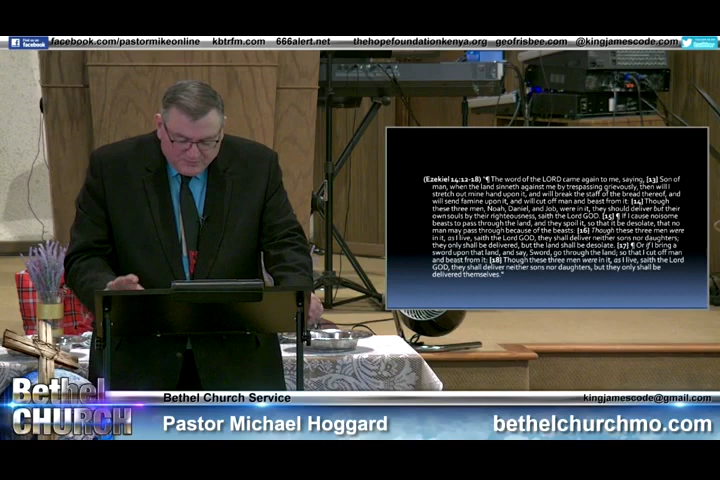 Find us on
facebook
facebook.com/pastormikeonline kbtrfm.com 666alert.net thehopefoundationkenya.org geofrisbee.com @kingjamescode.com
twitter
(Ezekiel 14:12-18) "¶ The word of the LORD came again to me, saying, [13] Son of
man, when the land sinneth against me by trespassing grievously, then will I
stretch out mine hand upon it, and will break the staff of the bread thereof, and
will send famine upon it, and will cut off man and beast from it: [14] Though
these three men, Noah, Daniel, and Job, were in it, they should deliver but their
own souls by their righteousness, saith the Lord GOD. [15] ¶ If I cause noisome
beasts to pass through the land, and they spoil it, so that it be desolate, that no
man may pass through because of the beasts: [16] Though these three men were
in it, as I live, saith the Lord GOD, they shall deliver neither sons nor daughters;
they only shall be delivered, but the land shall be desolate. [17] ¶ Or if I bring a
sword upon that land, and say, Sword, go through the land; so that I cut off man
and beast from it: [18] Though these three men were in it, as I live, saith the Lord
GOD, they shall deliver neither sons nor daughters, but they only shall be
delivered themselves."
Bethel
CHURCH
Bethel Church Service
kingjamescode@gmail.com
Pastor Michael Hoggard
bethelchurchmo.com